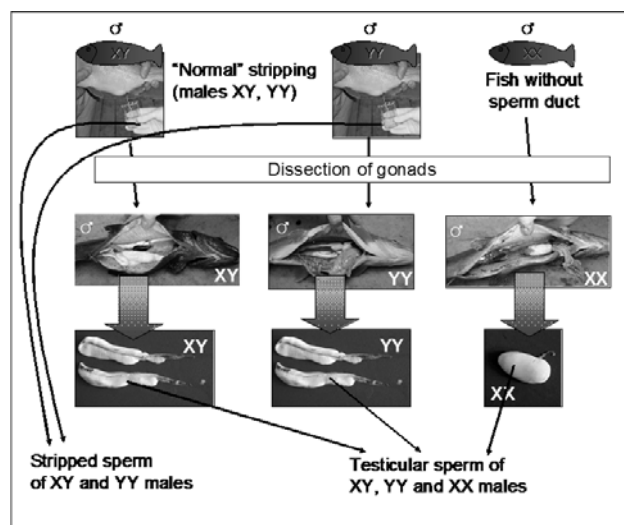 ♂ ♂ ♂
XY YY XX
"Normal" stripping
(males XY, YY)
Fish without
sperm duct
Dissection of gonads
♂ XY ♂ YY ♂ XX
XY YY XX
Stripped sperm
of XY and YY males
Testicular sperm of
XY, YY and XX males